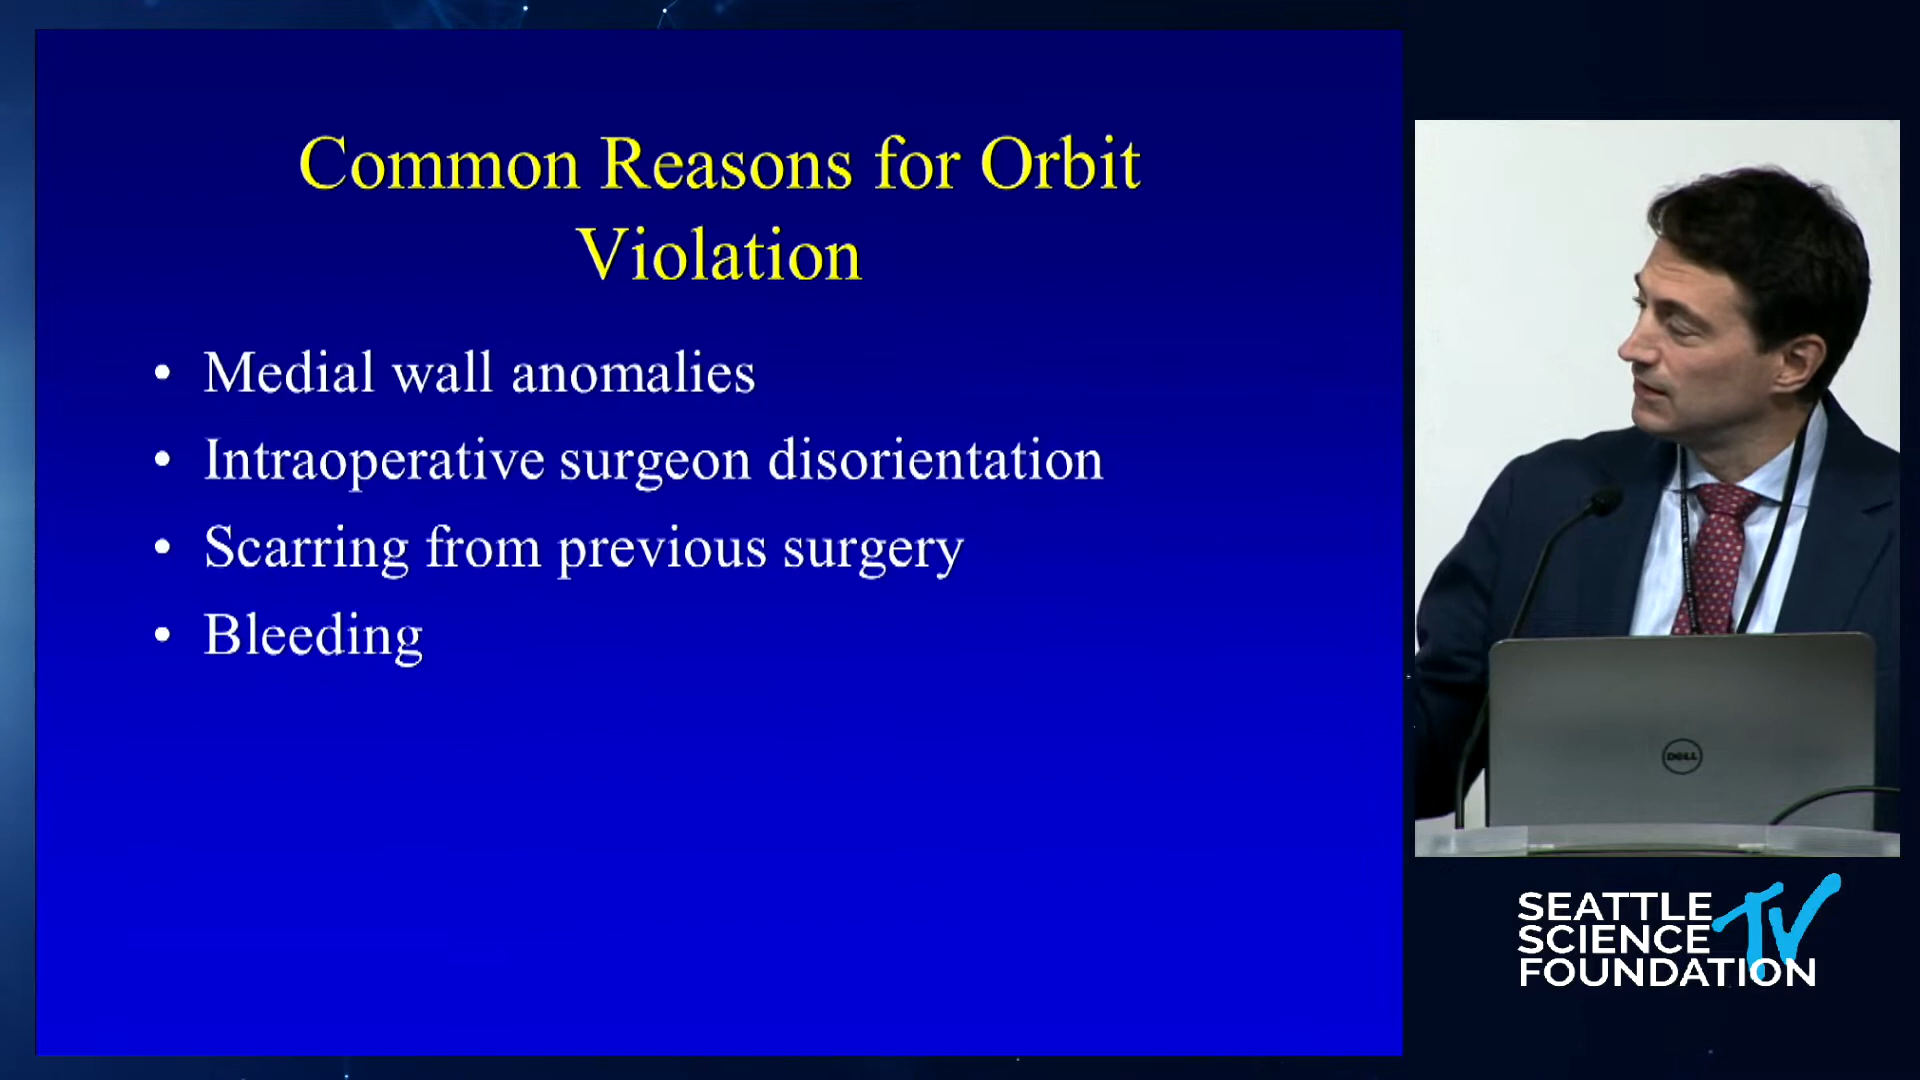 Common Reasons for Orbit
Violation
• Medial wall anomalies
• Intraoperative surgeon disorientation
• Scarring from previous surgery
• Bleeding
DELL
SEATTLE
SCIENCE TV
FOUNDATION